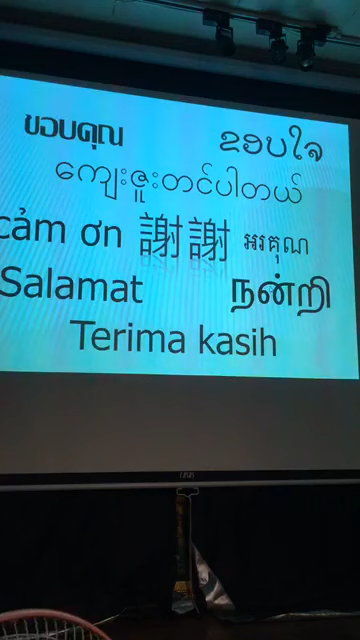 ขอบคุณ ຂອບໃຈ
ကျေးဇူးတင်ပါတယ်
cảm ơn 謝謝 អរគុណ
Salamat நன்றி
Terima kasih